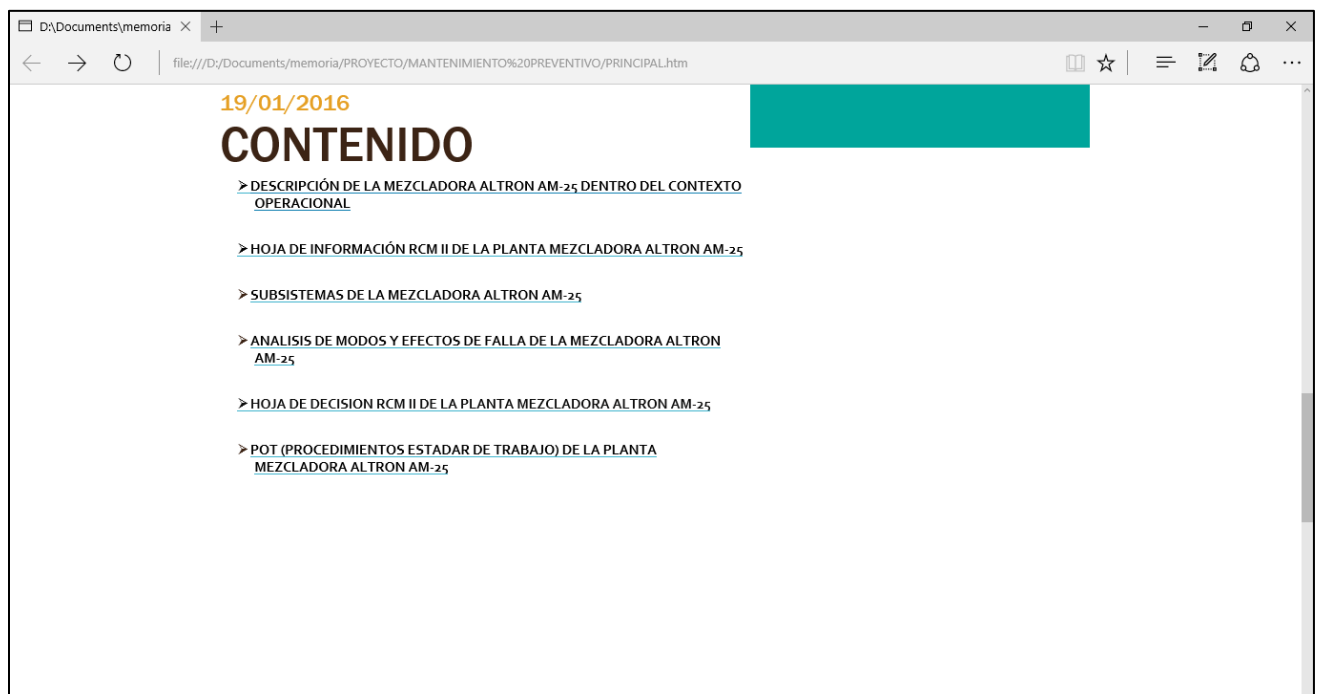 D:\Documents\memoria
file:///D:/Documents/memoria/PROYECTO/MANTENIMIENTO%20PREVENTIVO/PRINCIPAL.htm
19/01/2016
CONTENIDO
➢ DESCRIPCIÓN DE LA MEZCLADORA ALTRON AM-25 DENTRO DEL CONTEXTO
OPERACIONAL
➢ HOJA DE INFORMACIÓN RCM II DE LA PLANTA MEZCLADORA ALTRON AM-25
➢ SUBSISTEMAS DE LA MEZCLADORA ALTRON AM-25
➢ ANALISIS DE MODOS Y EFECTOS DE FALLA DE LA MEZCLADORA ALTRON
AM-25
➢ HOJA DE DECISION RCM II DE LA PLANTA MEZCLADORA ALTRON AM-25
➢ POT (PROCEDIMIENTOS ESTADAR DE TRABAJO) DE LA PLANTA
MEZCLADORA ALTRON AM-25